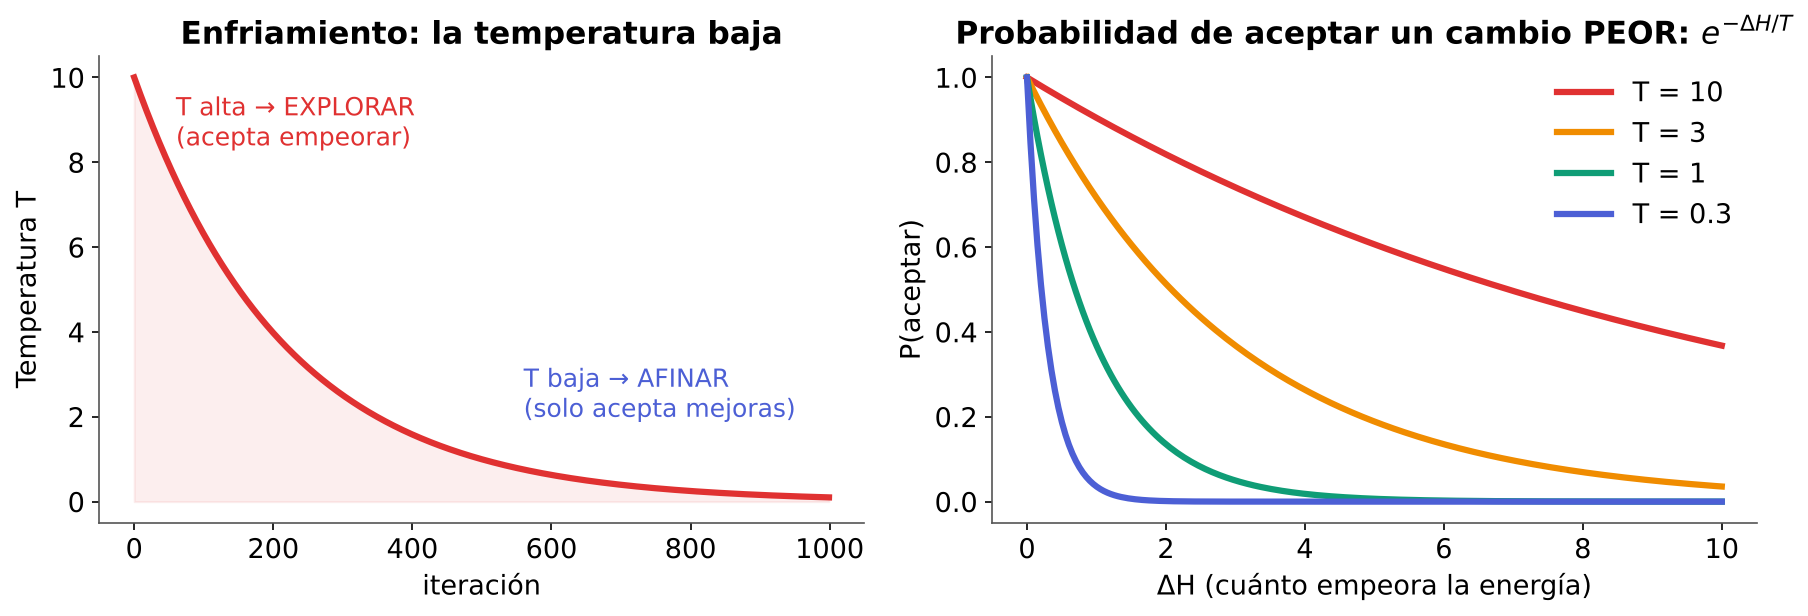 Enfriamiento: la temperatura baja
10
8
6
4
2
0
Temperatura T
T alta → EXPLORAR
(acepta empeorar)
T baja → AFINAR
(solo acepta mejoras)
0 200 400 600 800 1000
iteración
Probabilidad de aceptar un cambio PEOR: $e^{-\Delta H/T}$
1.0
0.8
0.6
0.4
0.2
0.0
P(aceptar)
T = 10
T = 3
T = 1
T = 0.3
0 2 4 6 8 10
ΔH (cuánto empeora la energía)